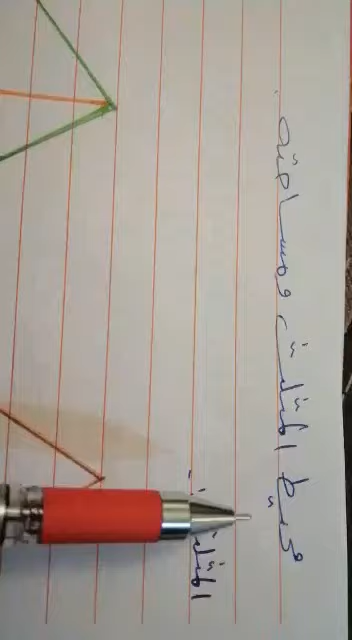 محيط المثلث ومساحته
المثلث